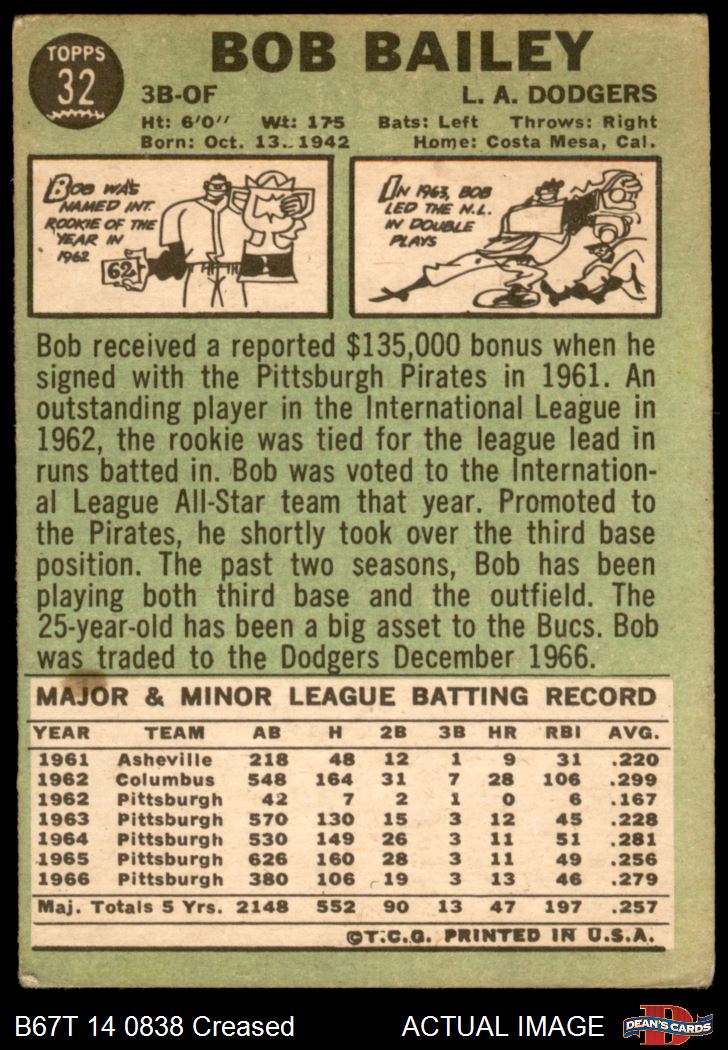 TOPPS
32
BOB BAILEY
3B-OF L. A. DODGERS
Ht: 6'0" Wt: 175 Bats: Left Throws: Right
Born: Oct. 13, 1942 Home: Costa Mesa, Cal.
BOB WAS
NAMED INT.
ROOKIE OF THE
YEAR IN
1962
62
IN 1963, BOB
LED THE N.L.
IN DOUBLE
PLAYS
Bob received a reported $135,000 bonus when he
signed with the Pittsburgh Pirates in 1961. An
outstanding player in the International League in
1962, the rookie was tied for the league lead in
runs batted in. Bob was voted to the Internation-
al League All-Star team that year. Promoted to
the Pirates, he shortly took over the third base
position. The past two seasons, Bob has been
playing both third base and the outfield. The
25-year-old has been a big asset to the Bucs. Bob
was traded to the Dodgers December 1966.
MAJOR & MINOR LEAGUE BATTING RECORD
YEAR TEAM AB H 2B 3B HR RBI AVG.
1961 Asheville 218 48 12 1 9 31 .220
1962 Columbus 548 164 31 7 28 106 .299
1962 Pittsburgh 42 7 2 1 0 6 .167
1963 Pittsburgh 570 130 15 3 12 45 .228
1964 Pittsburgh 530 149 26 3 11 51 .281
1965 Pittsburgh 626 160 28 3 11 49 .256
1966 Pittsburgh 380 106 19 3 13 46 .279
Maj. Totals 5 Yrs. 2148 552 90 13 47 197 .257
©T.C.G. PRINTED IN U.S.A.
B67T 14 0838 Creased ACTUAL IMAGE
DEAN'S CARDS